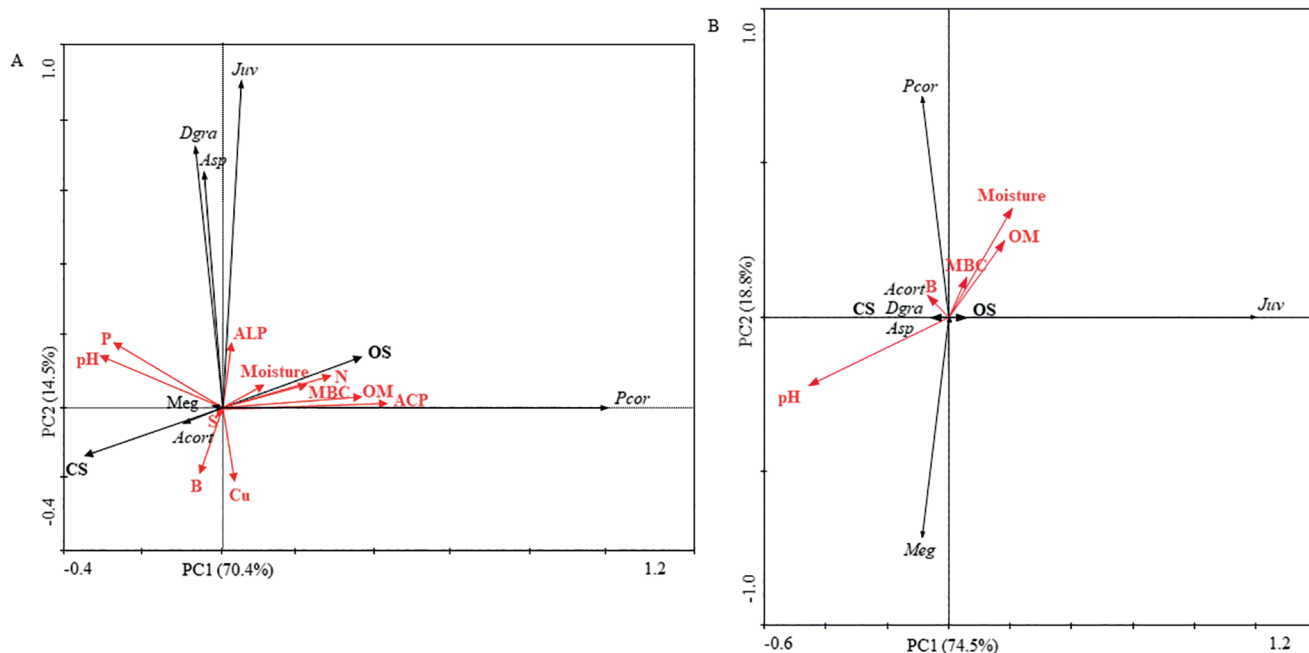 A
1.0
Juv
Dgra
Asp
P
pH
ALP
OS
Moisture
N
MBC
OM
ACP
Pcor
Meg
S
Acort
CS
B
Cu
PC2 (14.5%)
-0.4
-0.4
PC1 (70.4%)
1.2
B
1.0
Pcor
Moisture
OM
MBC
B
Acort
CS
Dgra
OS
Juv
Asp
pH
Meg
PC2 (18.8%)
-1.0
-0.6
PC1 (74.5%)
1.2